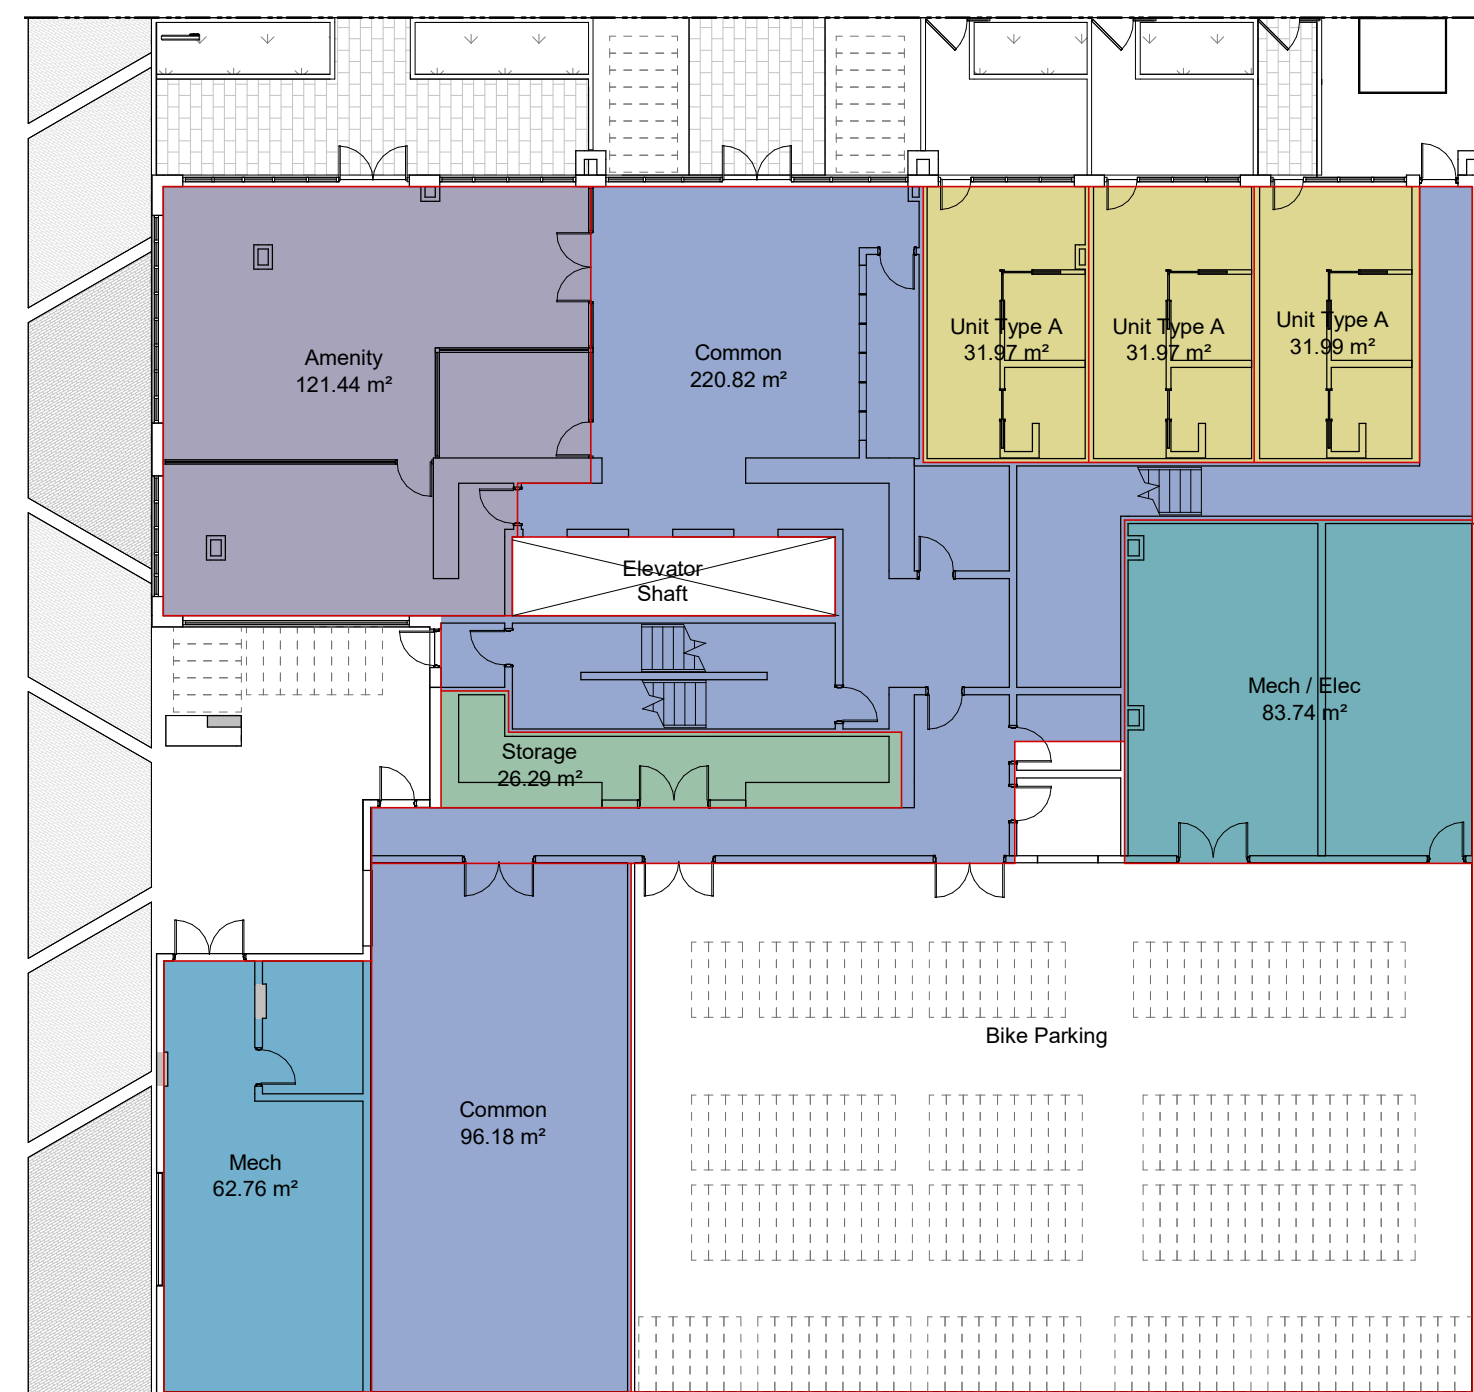 Amenity
121.44 m²
Common
220.82 m²
Unit Type A
31.97 m²
Unit Type A
31.97 m²
Unit Type A
31.99 m²
Elevator
Shaft
Mech / Elec
83.74 m²
Storage
26.29 m²
Bike Parking
Common
96.18 m²
Mech
62.76 m²